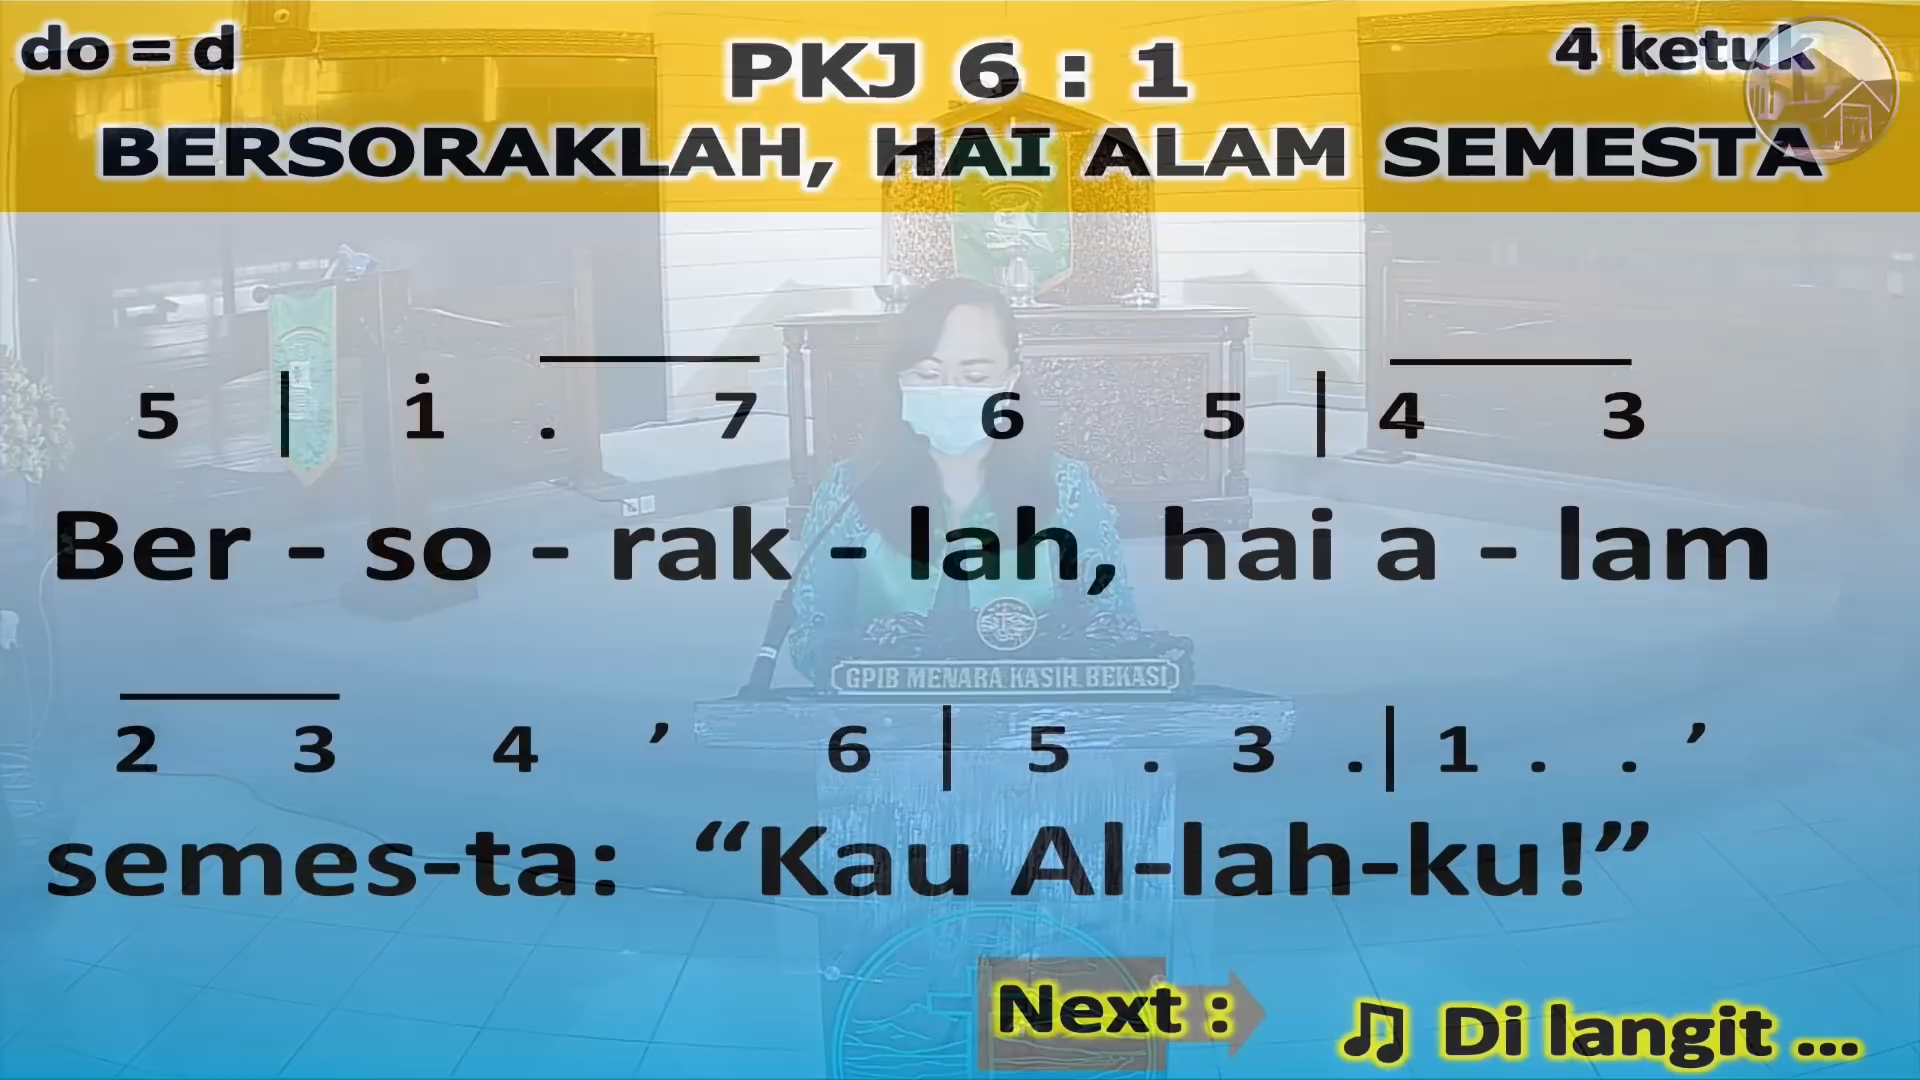 do = d
PKJ 6 : 1
4 ketuk
BERSORAKLAH, HAI ALAM SEMESTA
5 | i . 7 6 5 | 4 3
Ber - so - rak - lah, hai a - lam
2 3 4 ’ 6 | 5 . 3 . | 1 . . ’
semes-ta: “Kau Al-lah-ku!”
GPIB MENARA KASIH BEKASI
Next :
♫ Di langit ...